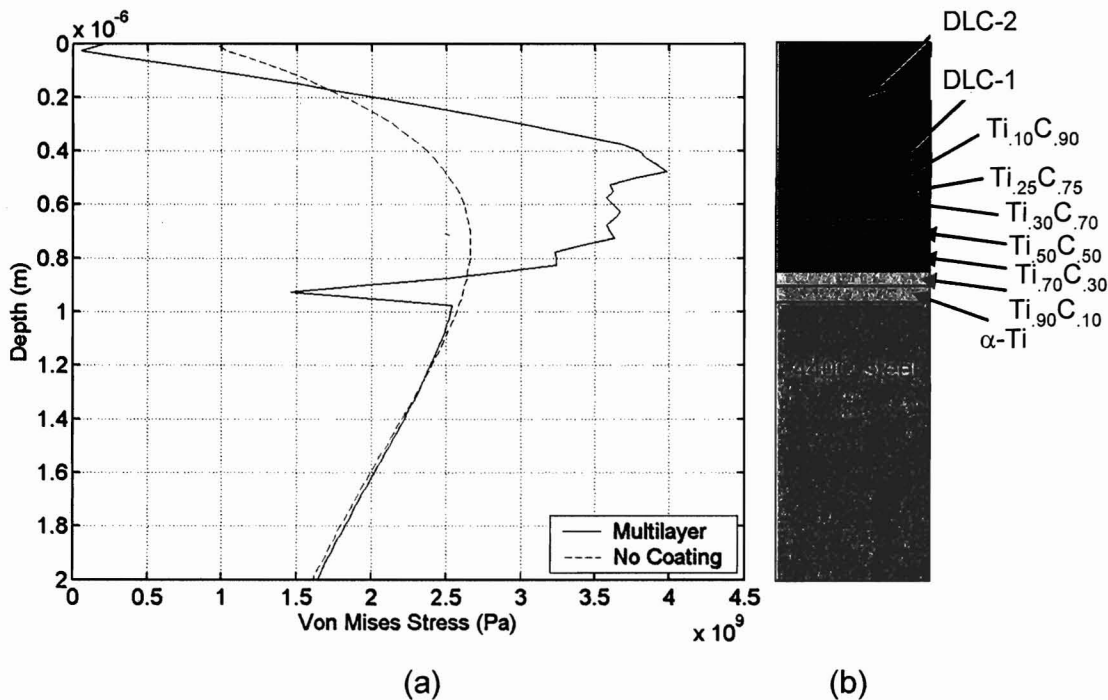 x 10⁻⁶
0
0.2
0.4
0.6
0.8
1
1.2
1.4
1.6
1.8
2
Depth (m)
0 0.5 1 1.5 2 2.5 3 3.5 4 4.5
Von Mises Stress (Pa)
x 10⁹
Multilayer
No Coating
(a)
DLC-2
DLC-1
Ti.10C.90
Ti.25C.75
Ti.30C.70
Ti.50C.50
Ti.70C.30
Ti.90C.10
α-Ti
steel
(b)